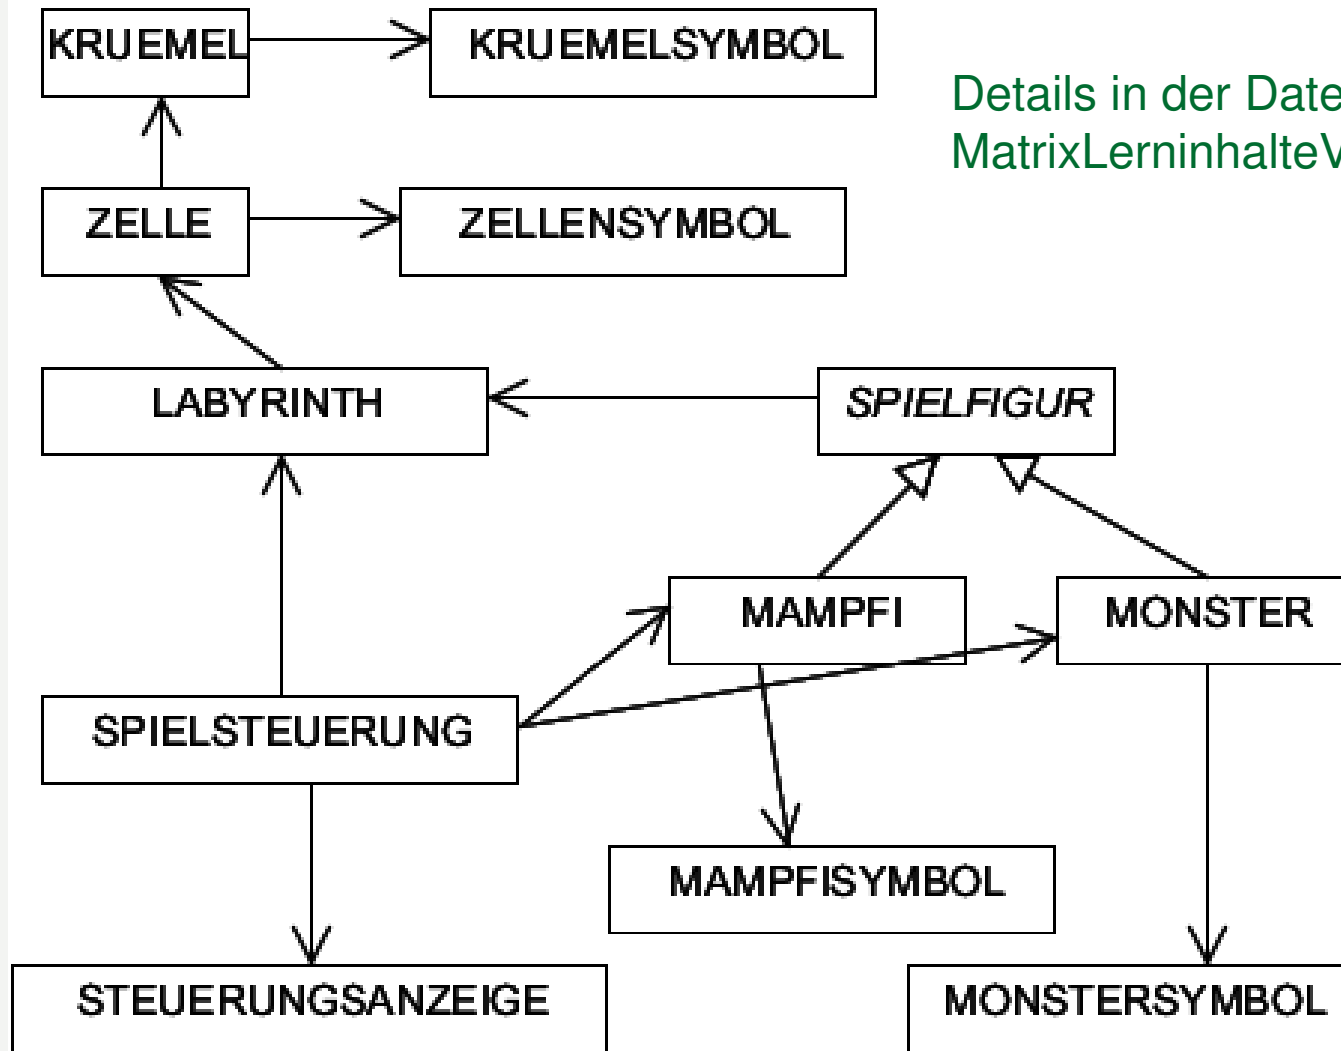 KRUEMEL
KRUEMELSYMBOL
Details in der Date
MatrixLerninhalteV
ZELLE
ZELLENSYMBOL
LABYRINTH
SPIELFIGUR
MAMPFI
MONSTER
SPIELSTEUERUNG
MAMPFISYMBOL
STEUERUNGSANZEIGE
MONSTERSYMBOL